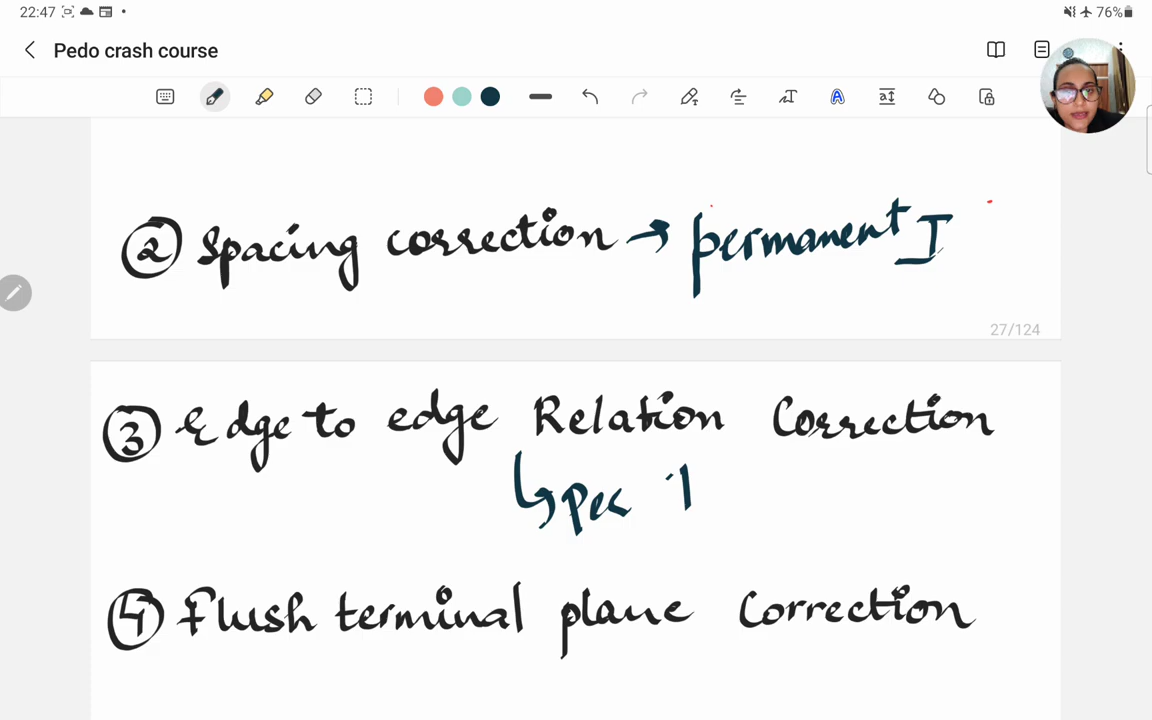 22:47
76%
Pedo crash course
② Spacing correction → permanent I
27/124
③ Edge to edge Relation Correction
↳ Per 1
④ Flush terminal plane Correction